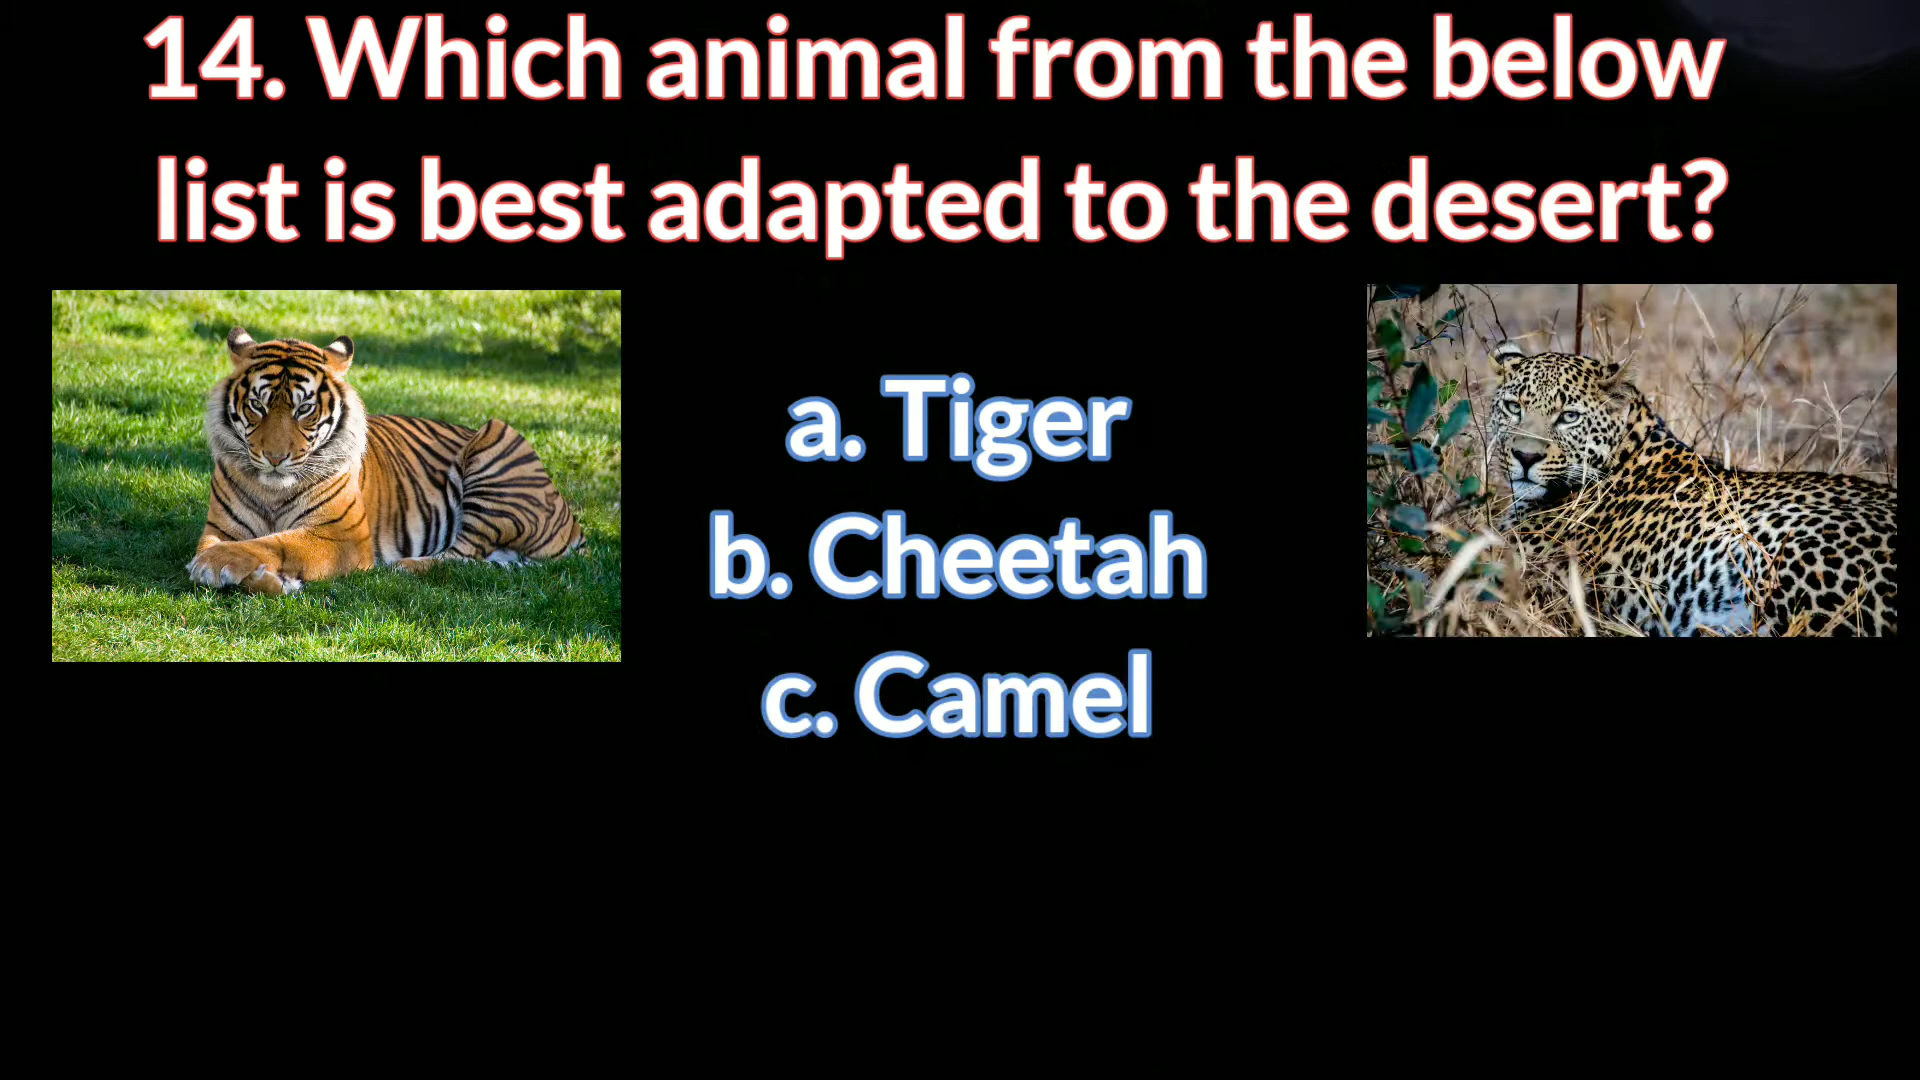 14. Which animal from the below
list is best adapted to the desert?
a. Tiger
b. Cheetah
c. Camel